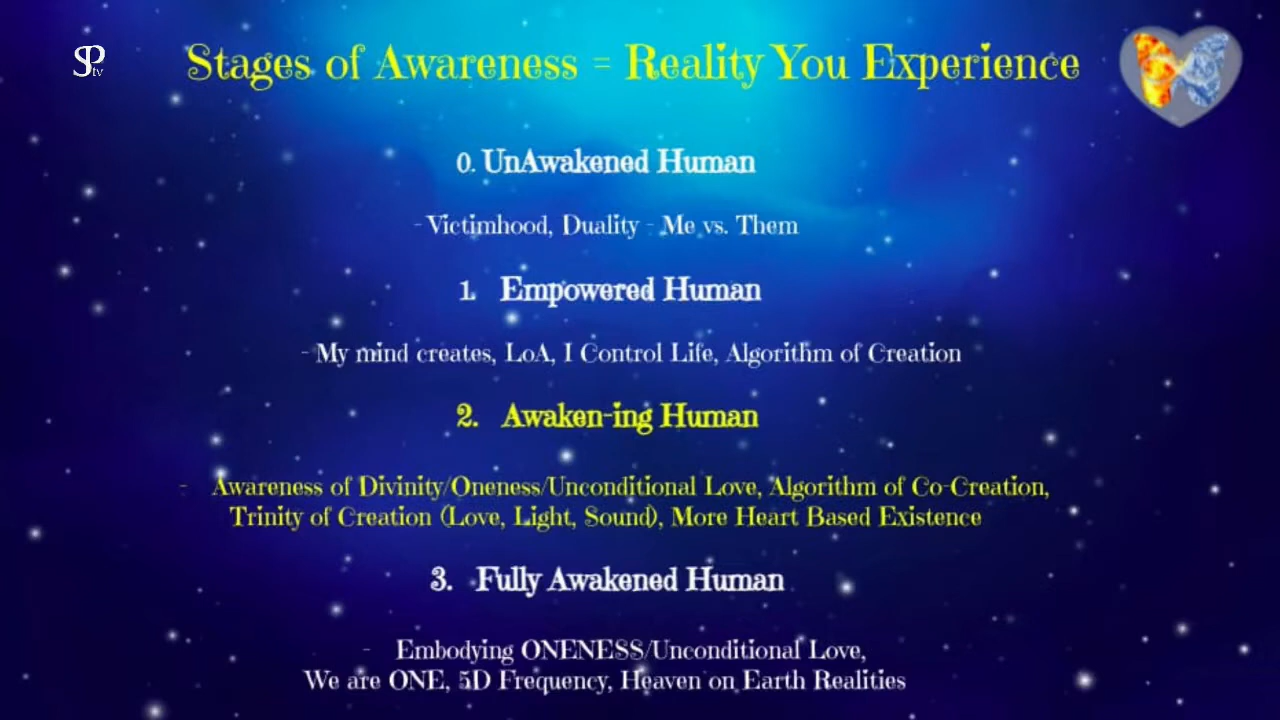 SP tv
Stages of Awareness = Reality You Experience
0. UnAwakened Human
- Victimhood, Duality - Me vs. Them
1. Empowered Human
- My mind creates, LoA, I Control Life, Algorithm of Creation
2. Awaken-ing Human
- Awareness of Divinity/Oneness/Unconditional Love, Algorithm of Co-Creation,
Trinity of Creation (Love, Light, Sound), More Heart Based Existence
3. Fully Awakened Human
- Embodying ONENESS/Unconditional Love,
We are ONE, 5D Frequency, Heaven on Earth Realities